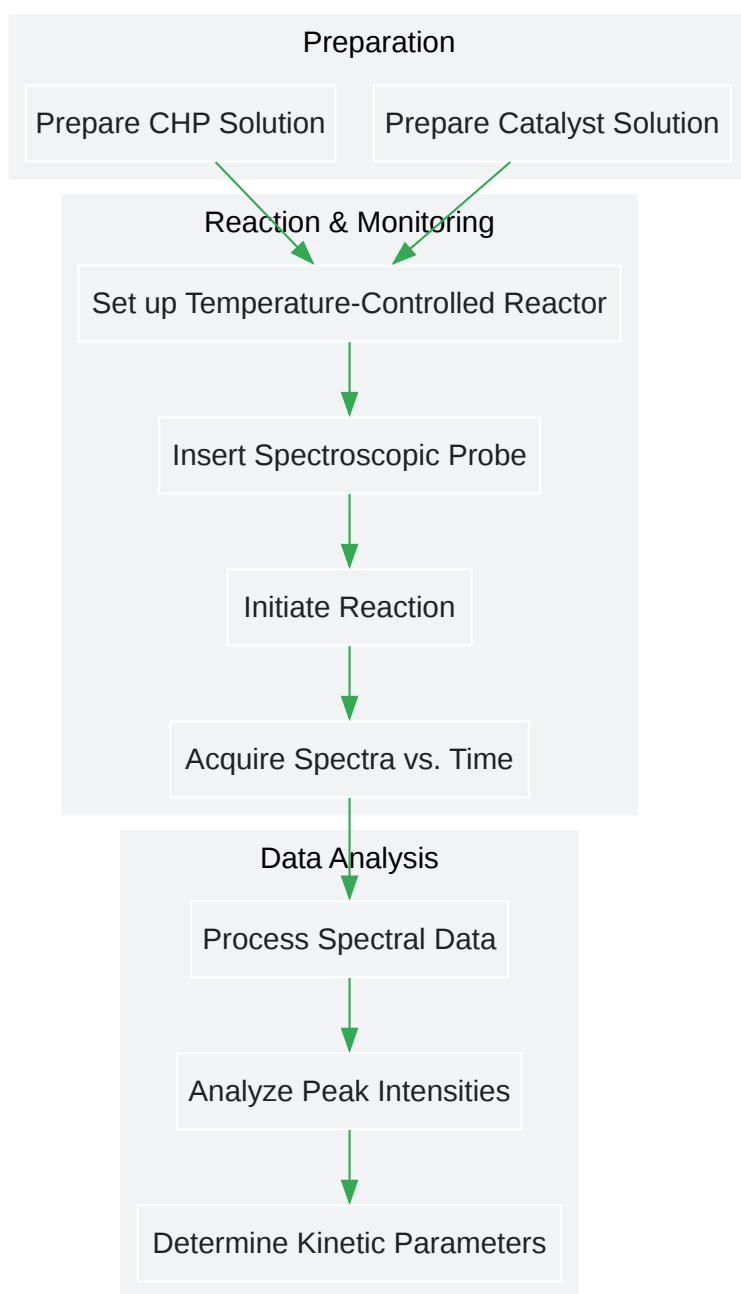 Preparation
Prepare CHP Solution
Prepare Catalyst Solution
Reaction & Monitoring
Set up Temperature-Controlled Reactor
Insert Spectroscopic Probe
Initiate Reaction
Acquire Spectra vs. Time
Data Analysis
Process Spectral Data
Analyze Peak Intensities
Determine Kinetic Parameters